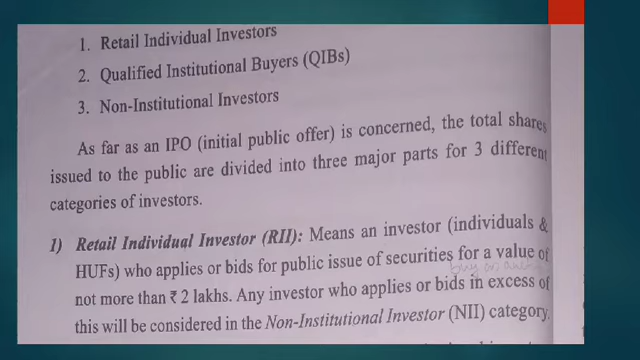 1. Retail Individual Investors
2. Qualified Institutional Buyers (QIBs)
3. Non-Institutional Investors
As far as an IPO (initial public offer) is concerned, the total shares
issued to the public are divided into three major parts for 3 different
categories of investors.
1) Retail Individual Investor (RII): Means an investor (individuals &
HUFs) who applies or bids for public issue of securities for a value of
not more than ₹ 2 lakhs. Any investor who applies or bids in excess of
this will be considered in the Non-Institutional Investor (NII) category.